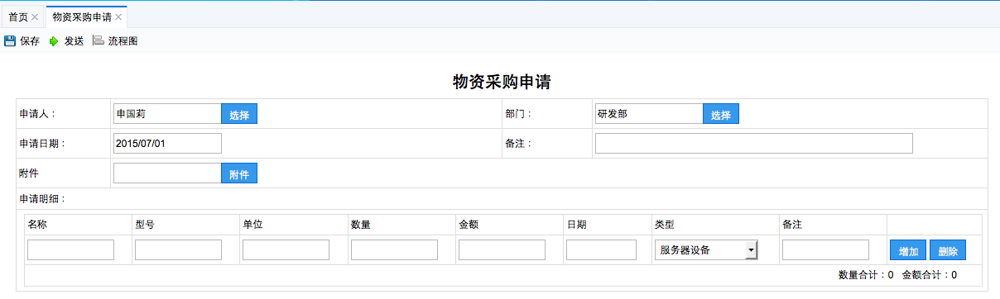 首页 物资采购申请
保存 发送 流程图
物资采购申请
申请人： 申国莉 选择 部门： 研发部 选择
申请日期： 2015/07/01 备注：
附件 附件
申请明细：
名称 型号 单位 数量 金额 日期 类型 备注
服务器设备 增加 删除
数量合计：0 金额合计：0